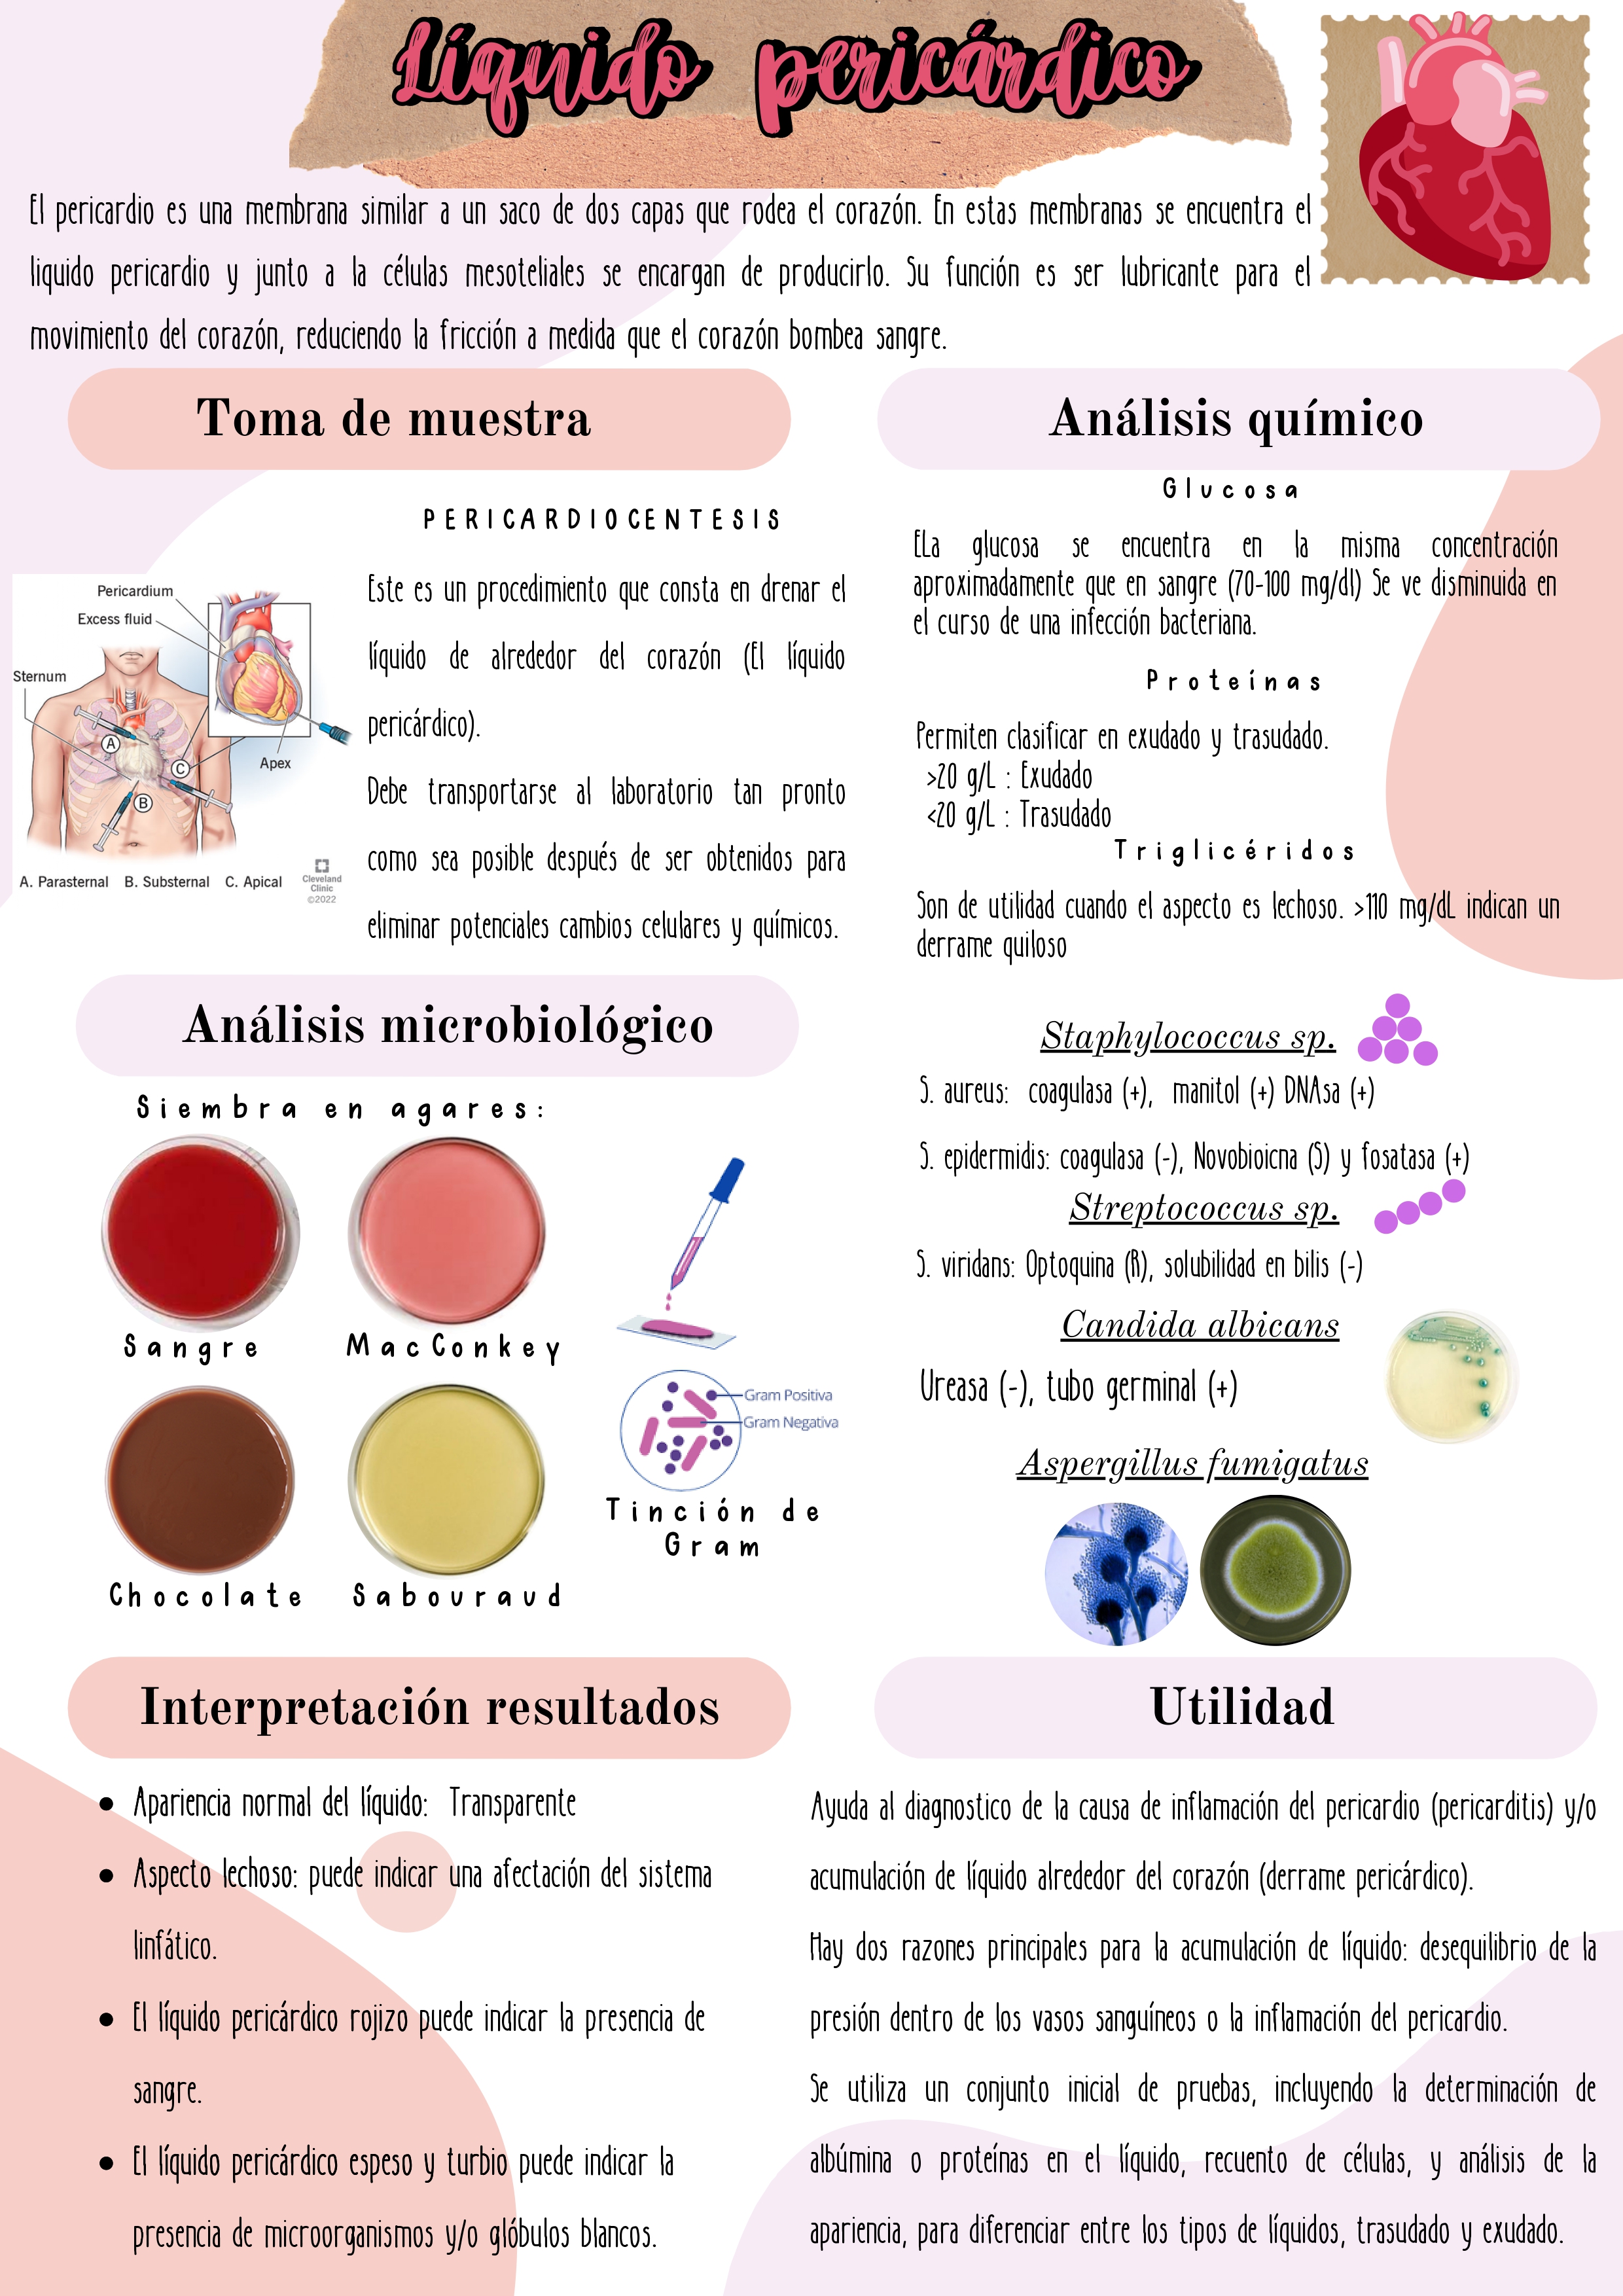 Líquido pericárdico
El pericardio es una membrana similar a un saco de dos capas que rodea el corazón. En estas membranas se encuentra el
liquido pericardio y junto a la células mesoteliales se encargan de producirlo. Su función es ser lubricante para el
movimiento del corazón, reduciendo la fricción a medida que el corazón bombea sangre.
Toma de muestra
PERICARDIOCENTESIS
Pericardium
Excess fluid
Sternum
A
C
B
Apex
A. Parasternal B. Substernal C. Apical
Cleveland
Clinic
©2022
Este es un procedimiento que consta en drenar el
líquido de alrededor del corazón (El líquido
pericárdico).
Debe transportarse al laboratorio tan pronto
como sea posible después de ser obtenidos para
eliminar potenciales cambios celulares y químicos.
Análisis químico
Glucosa
ELa glucosa se encuentra en la misma concentración
aproximadamente que en sangre (70-100 mg/dl) Se ve disminuida en
el curso de una infección bacteriana.
Proteínas
Permiten clasificar en exudado y trasudado.
>20 g/L : Exudado
<20 g/L : Trasudado
Triglicéridos
Son de utilidad cuando el aspecto es lechoso. >110 mg/dL indican un
derrame quiloso
Análisis microbiológico
Siembra en agares:
Sangre
MacConkey
Chocolate
Sabouraud
Gram Positiva
Gram Negativa
Tinción de
Gram
Staphylococcus sp.
S. aureus: coagulasa (+), manitol (+) DNAsa (+)
S. epidermidis: coagulasa (-), Novobioicna (S) y fosatasa (+)
Streptococcus sp.
S. viridans: Optoquina (R), solubilidad en bilis (-)
Candida albicans
Ureasa (-), tubo germinal (+)
Aspergillus fumigatus
Interpretación resultados
• Apariencia normal del líquido: Transparente
• Aspecto lechoso: puede indicar una afectación del sistema
linfático.
• El líquido pericárdico rojizo puede indicar la presencia de
sangre.
• El líquido pericárdico espeso y turbio puede indicar la
presencia de microorganismos y/o glóbulos blancos.
Utilidad
Ayuda al diagnostico de la causa de inflamación del pericardio (pericarditis) y/o
acumulación de líquido alrededor del corazón (derrame pericárdico).
Hay dos razones principales para la acumulación de líquido: desequilibrio de la
presión dentro de los vasos sanguíneos o la inflamación del pericardio.
Se utiliza un conjunto inicial de pruebas, incluyendo la determinación de
albúmina o proteínas en el líquido, recuento de células, y análisis de la
apariencia, para diferenciar entre los tipos de líquidos, trasudado y exudado.